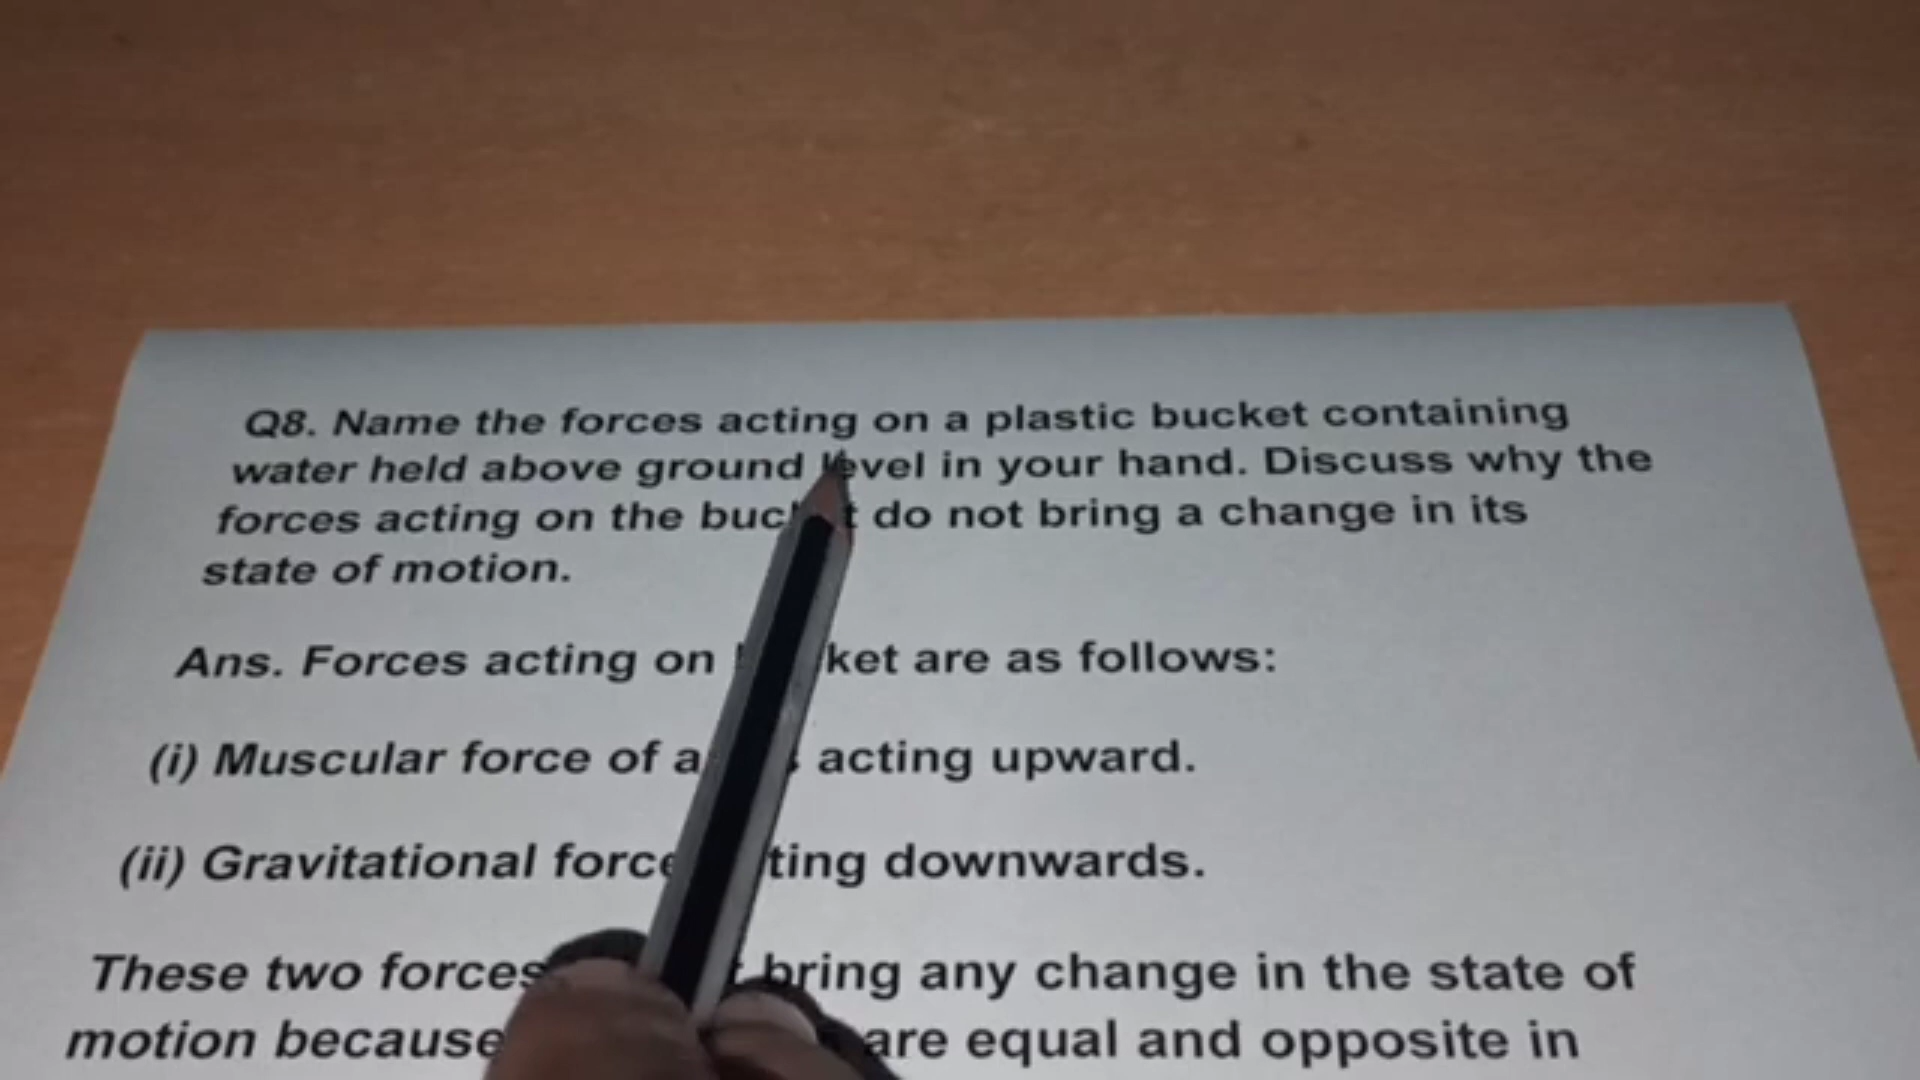 Q8. Name the forces acting on a plastic bucket containing
water held above ground level in your hand. Discuss why the
forces acting on the do not bring a change in its
state of motion.
Ans. Forces acting on are as follows:
(i) Muscular force of acting upward.
(ii) Gravitational force downwards.
These two forces bring any change in the state of
motion because are equal and opposite in